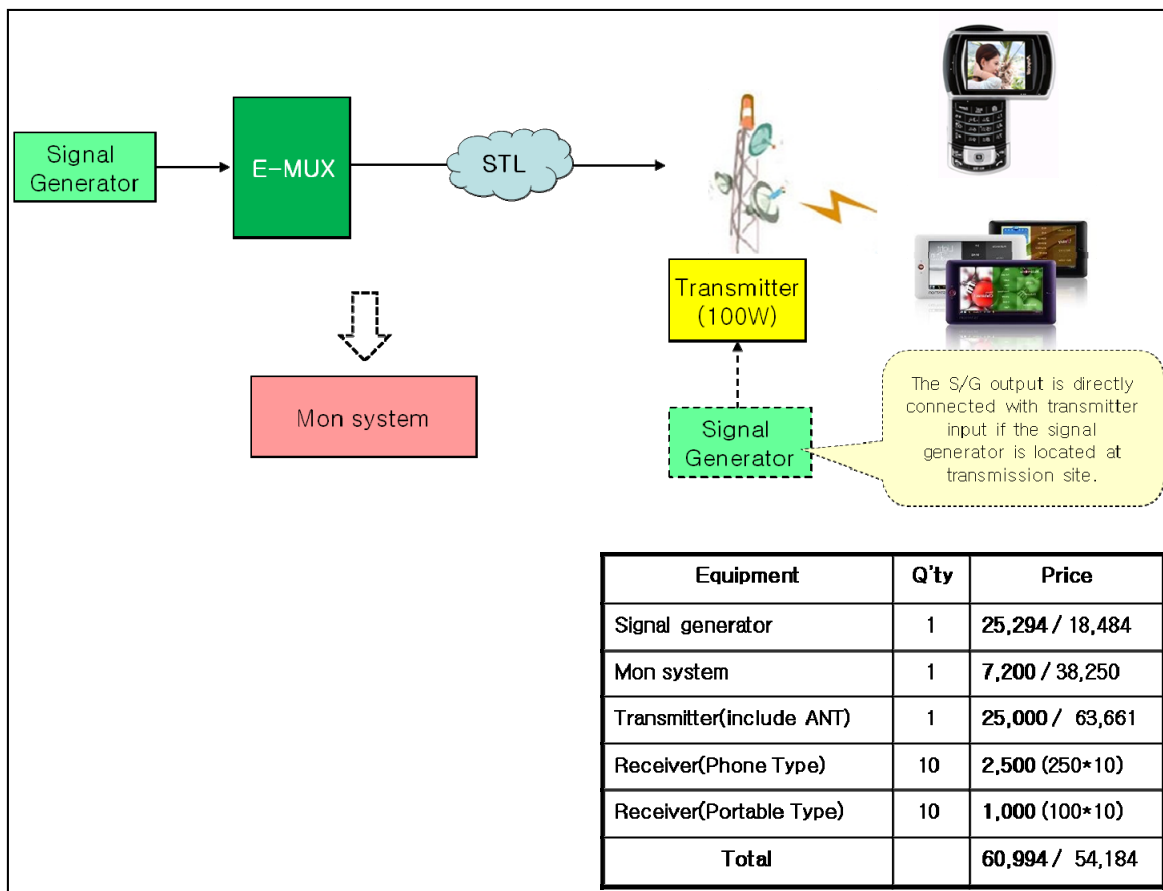 Signal
Generator
E-MUX
STL
Transmitter
(100W)
Mon system
Signal
Generator
The S/G output is directly
connected with transmitter
input if the signal
generator is located at
transmission site.
Equipment Q'ty Price
Signal generator 1 25,294 / 18,484
Mon system 1 7,200 / 38,250
Transmitter(include ANT) 1 25,000 / 63,661
Receiver(Phone Type) 10 2,500 (250*10)
Receiver(Portable Type) 10 1,000 (100*10)
Total 60,994 / 54,184